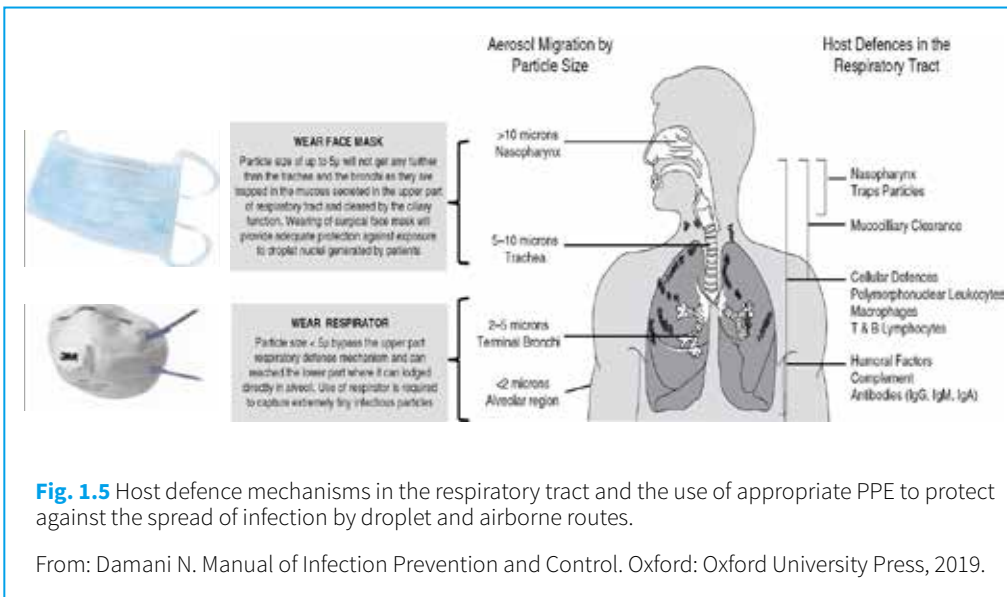 Aerosol Migration by
Particle Size
Host Defences in the
Respiratory Tract
WEAR FACE MASK
Particle size of up to 5μ will not get any further
than the trachea and the bronchi as they are
trapped in the mucous secreted in the upper part
of respiratory tract and cleared by the ciliary
function. Wearing of surgical face mask will
provide adequate protection against exposure
to droplet nuclei generated by patients
>10 microns
Nasopharynx
5–10 microns
Trachea
WEAR RESPIRATOR
Particle size < 5μ bypass the upper part
respiratory defense mechanism and can
reached the lower part where it can lodged
directly in alveoli. Use of respirator is required
to capture extremely tiny infectious particles
2–5 microns
Terminal Bronchi
<2 microns
Alveolar region
Nasopharynx
Traps Particles
Mucocilliary Clearance
Cellular Defences
Polymorphonuclear Leukocytes
Macrophages
T & B Lymphocytes
Humoral Factors
Complement
Antibodies (IgG, IgM, IgA)
3M
Fig. 1.5 Host defence mechanisms in the respiratory tract and the use of appropriate PPE to protect
against the spread of infection by droplet and airborne routes.
From: Damani N. Manual of Infection Prevention and Control. Oxford: Oxford University Press, 2019.